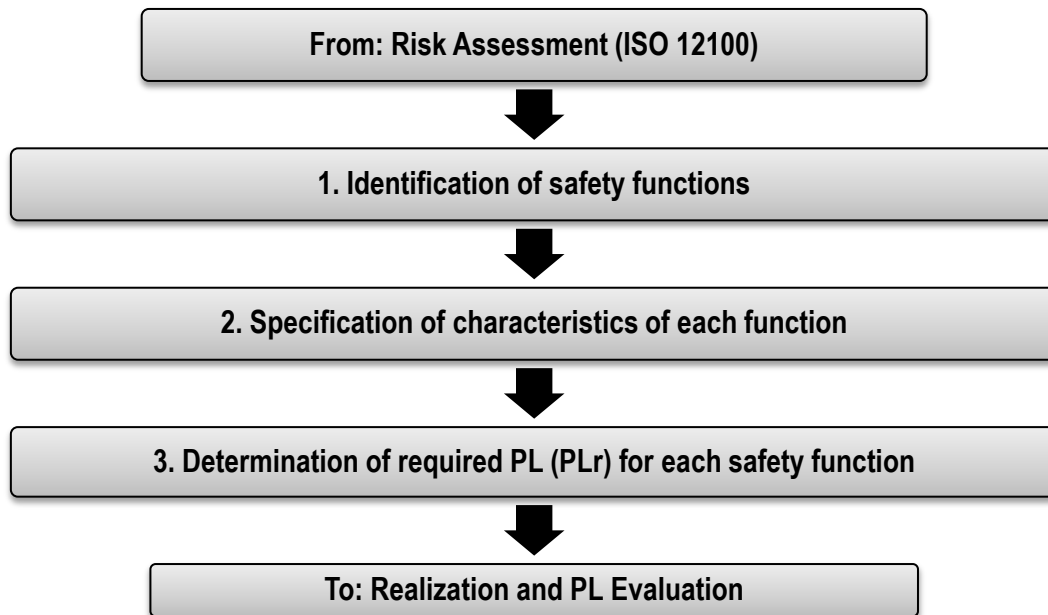 From: Risk Assessment (ISO 12100)
1. Identification of safety functions
2. Specification of characteristics of each function
3. Determination of required PL (PLr) for each safety function
To: Realization and PL Evaluation